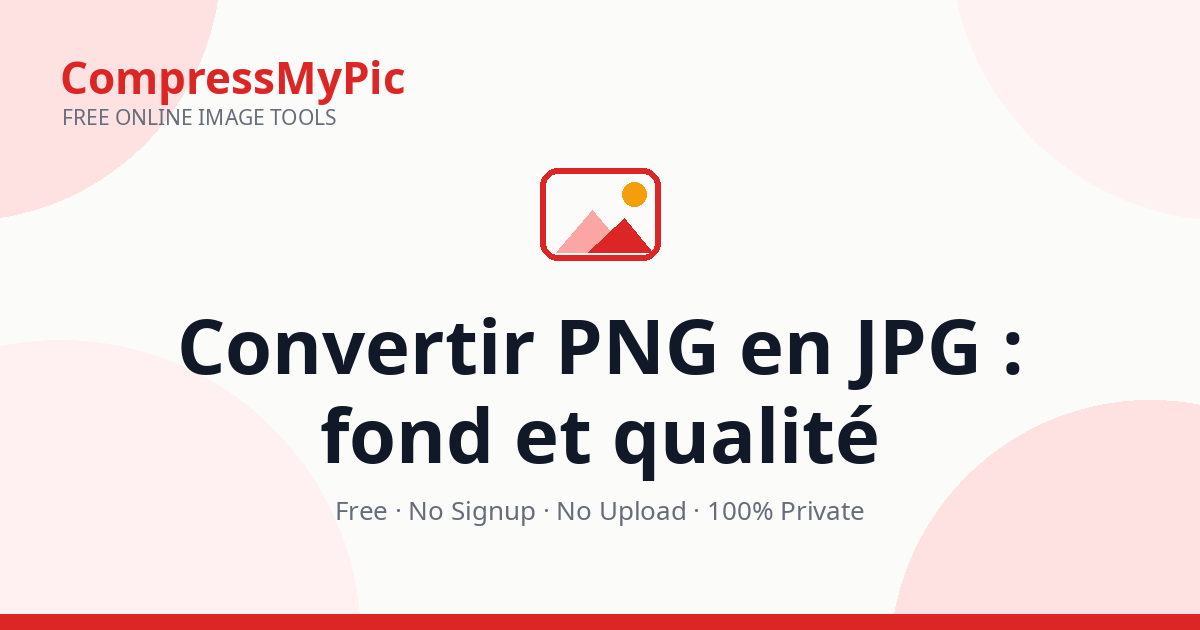 CompressMyPic
FREE ONLINE IMAGE TOOLS
Convertir PNG en JPG :
fond et qualité
Free · No Signup · No Upload · 100% Private